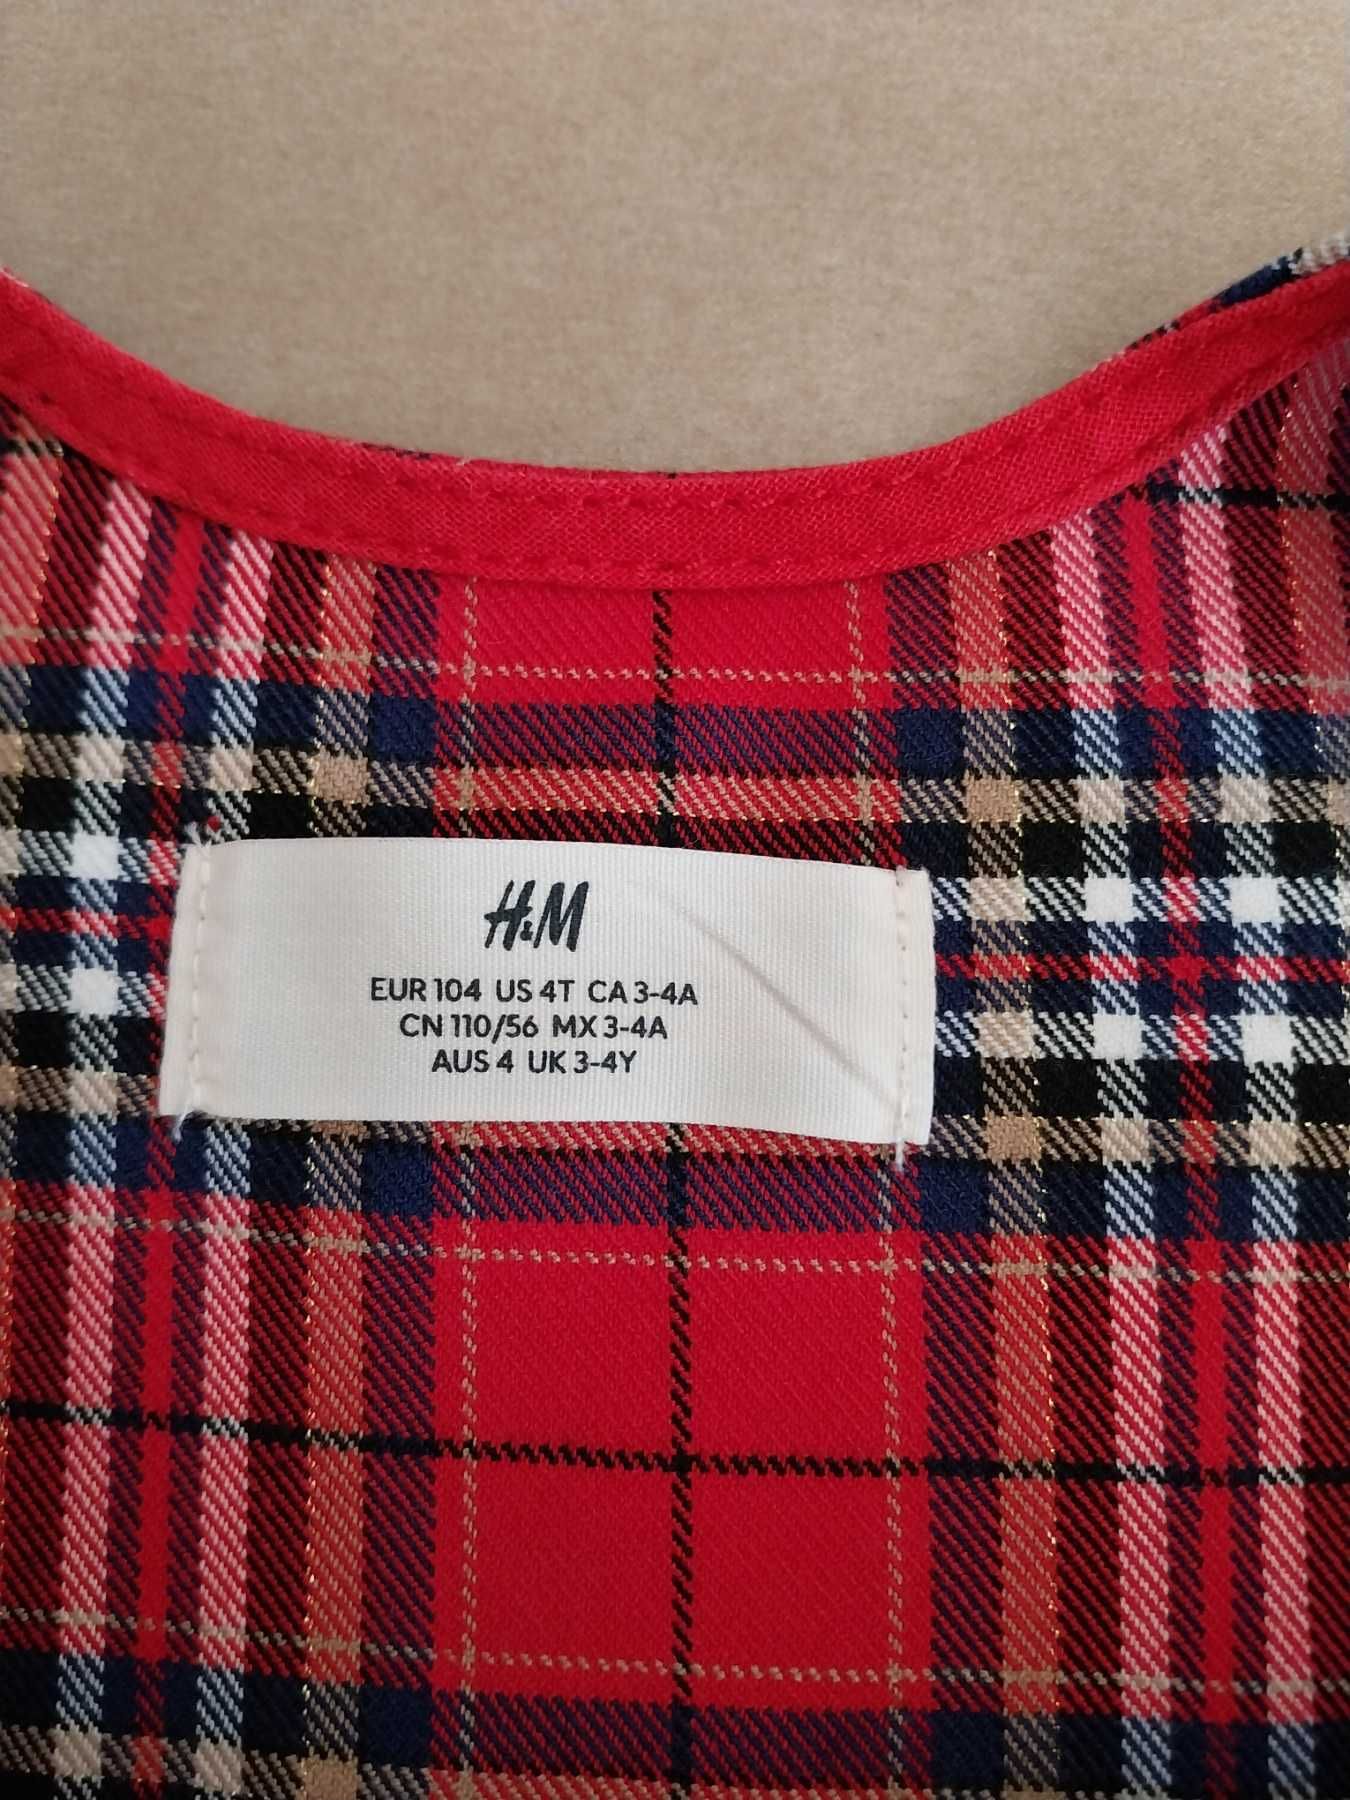 H&M
EUR 104 US 4T CA 3-4A
CN 110/56 MX 3-4A
AUS 4 UK 3-4Y